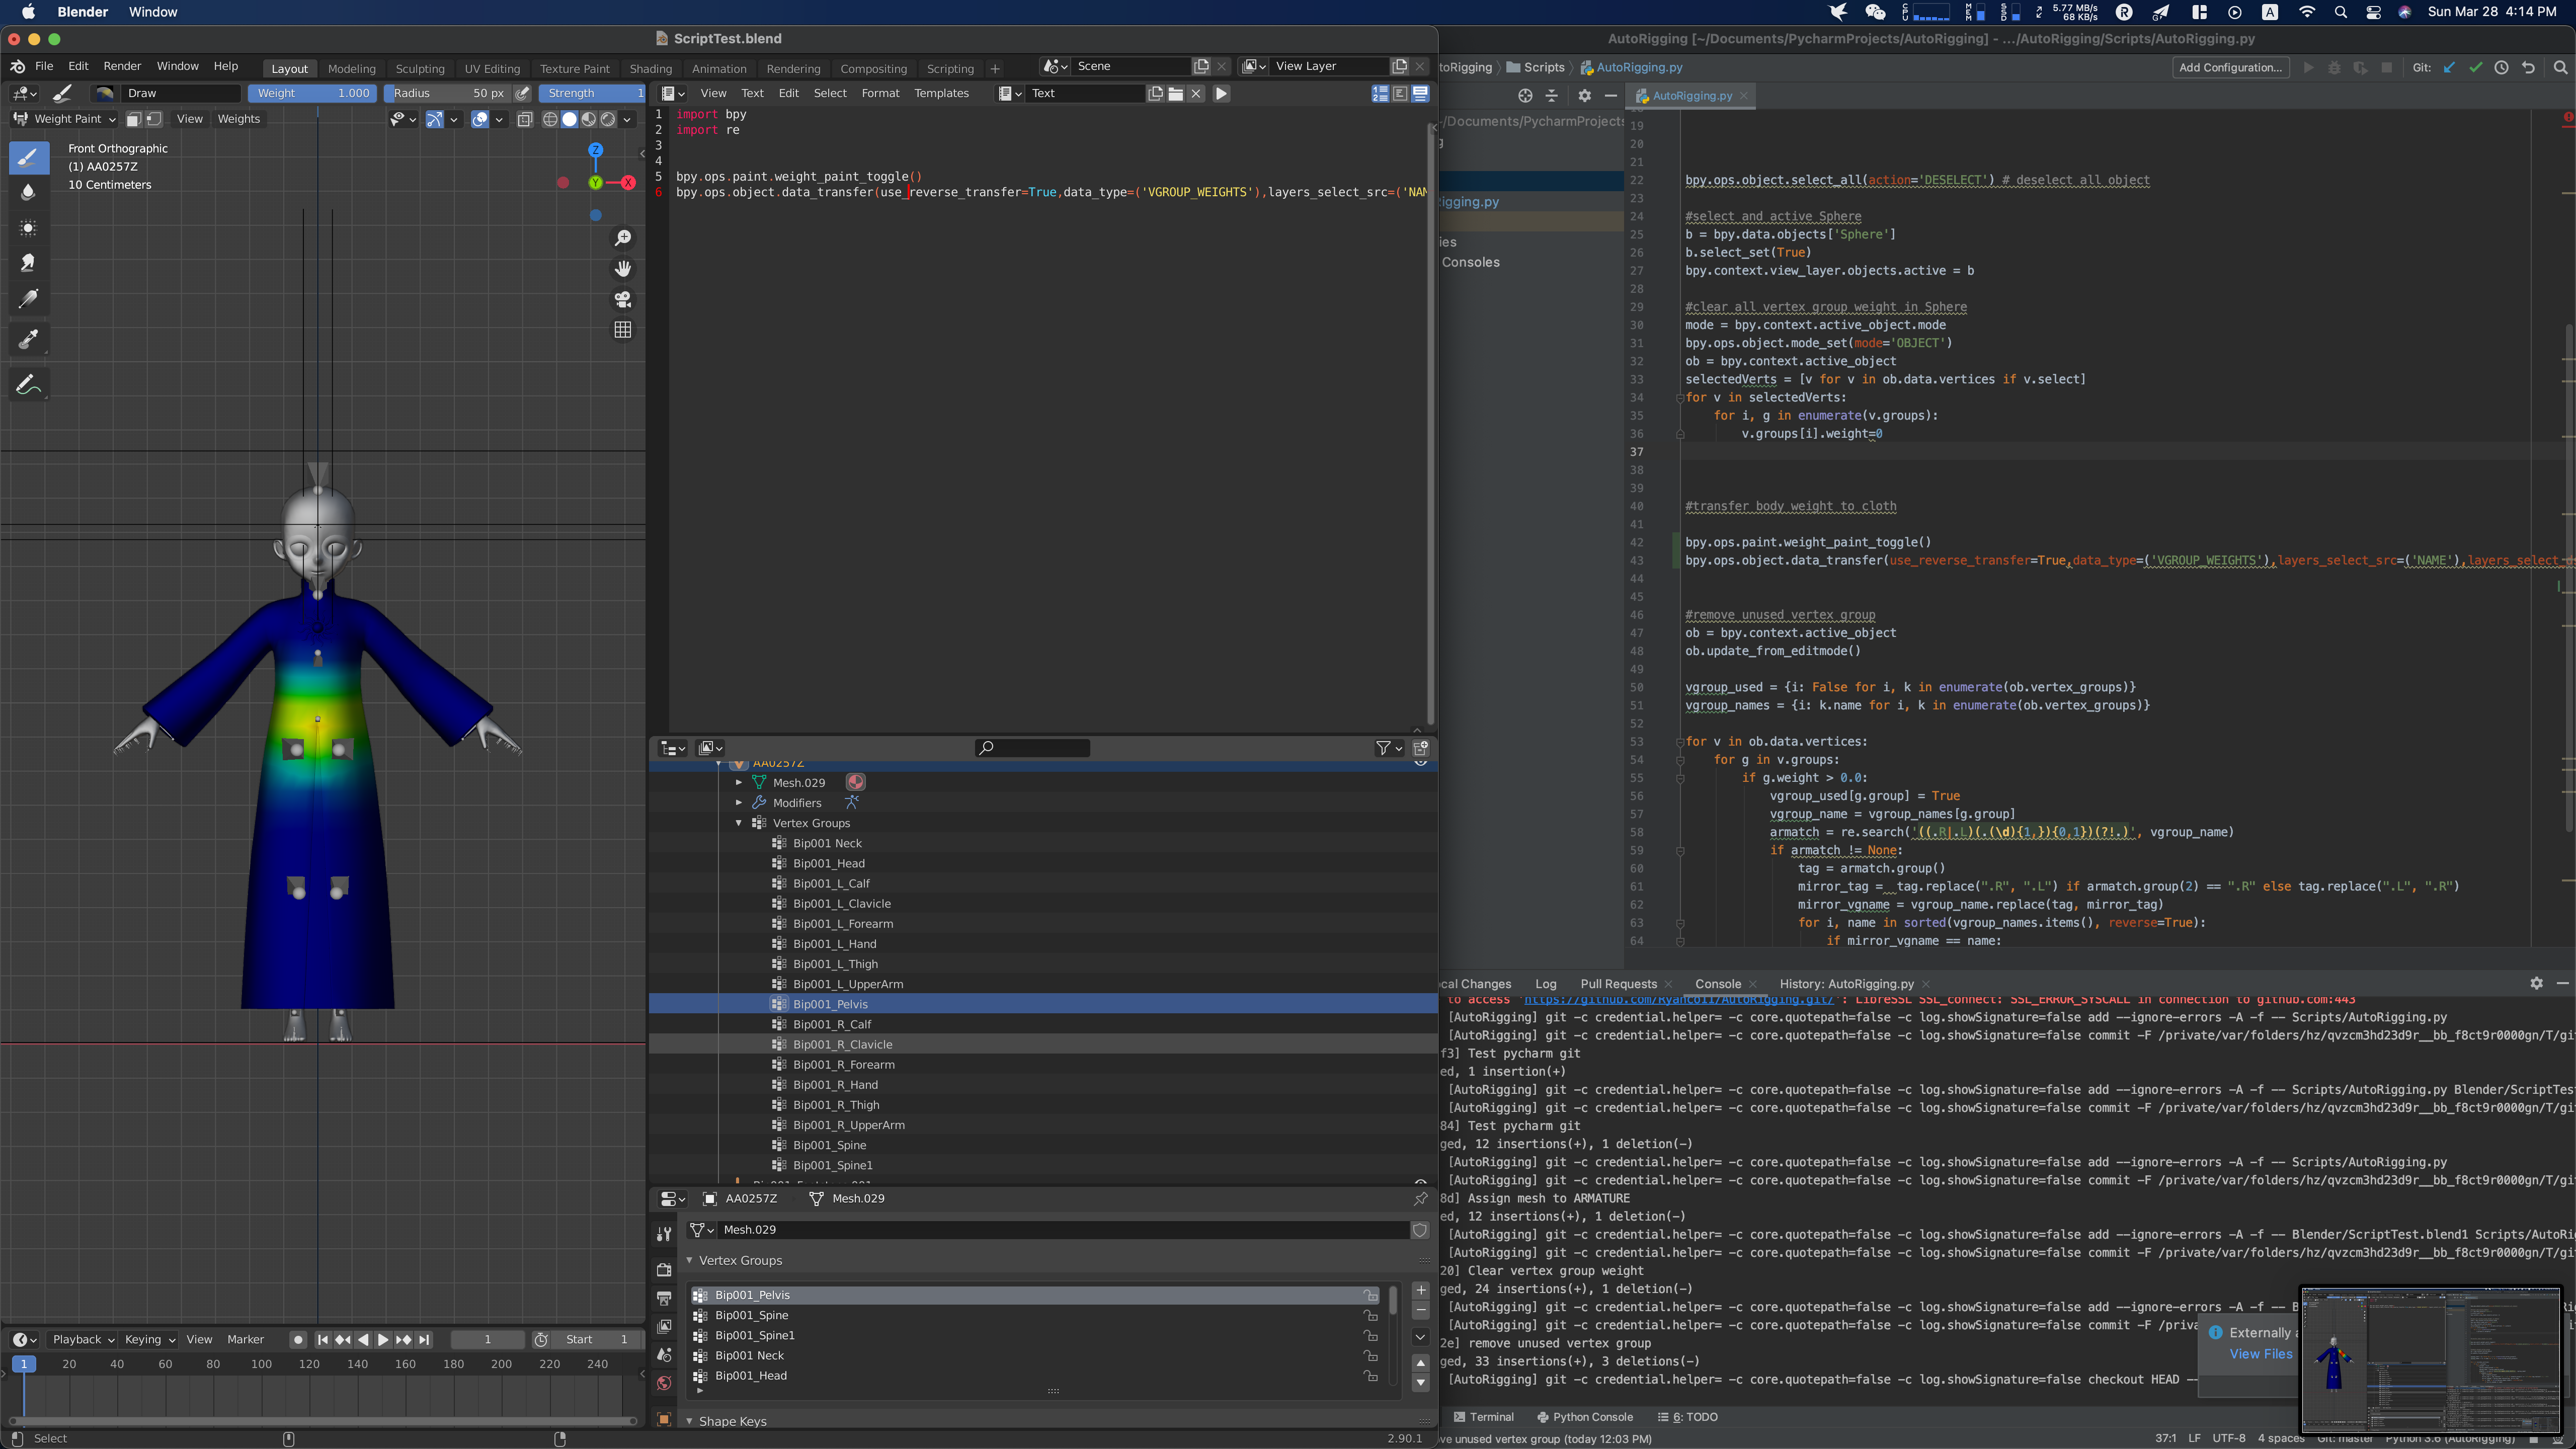 Blender Window
5.77 MB/s
68 KB/s
Sun Mar 28 4:14 PM
ScriptTest.blend
File Edit Render Window Help
Layout Modeling Sculpting UV Editing Texture Paint Shading Animation Rendering Compositing Scripting +
Scene
View Layer
Draw
Weight 1.000
Radius 50 px
Strength 1
Weight Paint View Weights
Front Orthographic
(1) AA0257Z
10 Centimeters
Z
Y
X
View Text Edit Select Format Templates
Text
1 import bpy
2 import re
3
4
5 bpy.ops.paint.weight_paint_toggle()
6 bpy.ops.object.data_transfer(use_reverse_transfer=True,data_type=('VGROUP_WEIGHTS'),layers_select_src=('NAM
AA0257Z
Mesh.029
Modifiers
Vertex Groups
Bip001 Neck
Bip001_Head
Bip001_L_Calf
Bip001_L_Clavicle
Bip001_L_Forearm
Bip001_L_Hand
Bip001_L_Thigh
Bip001_L_UpperArm
Bip001_Pelvis
Bip001_R_Calf
Bip001_R_Clavicle
Bip001_R_Forearm
Bip001_R_Hand
Bip001_R_Thigh
Bip001_R_UpperArm
Bip001_Spine
Bip001_Spine1
AA0257Z Mesh.029
Mesh.029
Vertex Groups
Bip001_Pelvis
Bip001_Spine
Bip001_Spine1
Bip001 Neck
Bip001_Head
Shape Keys
Playback Keying View Marker
1
Start 1
1 20 40 60 80 100 120 140 160 180 200 220 240
Select
2.90.1
AutoRigging [~/Documents/PycharmProjects/AutoRigging] - .../AutoRigging/Scripts/AutoRigging.py
toRigging Scripts AutoRigging.py
Add Configuration...
Git:
AutoRigging.py
~/Documents/PycharmProjects
igging.py
ies
Consoles
19
20
21
22 bpy.ops.object.select_all(action='DESELECT') # deselect all object
23
24 #select and active Sphere
25 b = bpy.data.objects['Sphere']
26 b.select_set(True)
27 bpy.context.view_layer.objects.active = b
28
29 #clear all vertex group weight in Sphere
30 mode = bpy.context.active_object.mode
31 bpy.ops.object.mode_set(mode='OBJECT')
32 ob = bpy.context.active_object
33 selectedVerts = [v for v in ob.data.vertices if v.select]
34 for v in selectedVerts:
35 for i, g in enumerate(v.groups):
36 v.groups[i].weight=0
37
38
39
40 #transfer body weight to cloth
41
42 bpy.ops.paint.weight_paint_toggle()
43 bpy.ops.object.data_transfer(use_reverse_transfer=True,data_type=('VGROUP_WEIGHTS'),layers_select_src=('NAME'),layers_select_ds
44
45
46 #remove unused vertex group
47 ob = bpy.context.active_object
48 ob.update_from_editmode()
49
50 vgroup_used = {i: False for i, k in enumerate(ob.vertex_groups)}
51 vgroup_names = {i: k.name for i, k in enumerate(ob.vertex_groups)}
52
53 for v in ob.data.vertices:
54 for g in v.groups:
55 if g.weight > 0.0:
56 vgroup_used[g.group] = True
57 vgroup_name = vgroup_names[g.group]
58 armatch = re.search('((.R|.L)(.(\d){1,}){0,1})(?!.)', vgroup_name)
59 if armatch != None:
60 tag = armatch.group()
61 mirror_tag = tag.replace(".R", ".L") if armatch.group(2) == ".R" else tag.replace(".L", ".R")
62 mirror_vgname = vgroup_name.replace(tag, mirror_tag)
63 for i, name in sorted(vgroup_names.items(), reverse=True):
64 if mirror_vgname == name:
ocal Changes Log Pull Requests Console History: AutoRigging.py
to access 'https://github.com/Ryanco11/AutoRigging.git/': LibreSSL SSL_connect: SSL_ERROR_SYSCALL in connection to github.com:443
[AutoRigging] git -c credential.helper= -c core.quotepath=false -c log.showSignature=false add --ignore-errors -A -f -- Scripts/AutoRigging.py
[AutoRigging] git -c credential.helper= -c core.quotepath=false -c log.showSignature=false commit -F /private/var/folders/hz/qvzcm3hd23d9r__bb_f8ct9r0000gn/T/git
f3] Test pycharm git
ed, 1 insertion(+)
[AutoRigging] git -c credential.helper= -c core.quotepath=false -c log.showSignature=false add --ignore-errors -A -f -- Scripts/AutoRigging.py Blender/ScriptTes
[AutoRigging] git -c credential.helper= -c core.quotepath=false -c log.showSignature=false commit -F /private/var/folders/hz/qvzcm3hd23d9r__bb_f8ct9r0000gn/T/git
84] Test pycharm git
ged, 12 insertions(+), 1 deletion(-)
[AutoRigging] git -c credential.helper= -c core.quotepath=false -c log.showSignature=false add --ignore-errors -A -f -- Scripts/AutoRigging.py
[AutoRigging] git -c credential.helper= -c core.quotepath=false -c log.showSignature=false commit -F /private/var/folders/hz/qvzcm3hd23d9r__bb_f8ct9r0000gn/T/git
8d] Assign mesh to ARMATURE
ed, 12 insertions(+), 1 deletion(-)
[AutoRigging] git -c credential.helper= -c core.quotepath=false -c log.showSignature=false add --ignore-errors -A -f -- Blender/ScriptTest.blend1 Scripts/AutoRi
[AutoRigging] git -c credential.helper= -c core.quotepath=false -c log.showSignature=false commit -F /private/var/folders/hz/qvzcm3hd23d9r__bb_f8ct9r0000gn/T/git
20] Clear vertex group weight
ged, 24 insertions(+), 1 deletion(-)
[AutoRigging] git -c credential.helper= -c core.quotepath=false -c log.showSignature=false add --ignore-errors -A -f -- B
[AutoRigging] git -c credential.helper= -c core.quotepath=false -c log.showSignature=false commit -F /priva
2e] remove unused vertex group
ged, 33 insertions(+), 3 deletions(-)
[AutoRigging] git -c credential.helper= -c core.quotepath=false -c log.showSignature=false checkout HEAD --
Externally a
View Files
Terminal Python Console 6: TODO
ve unused vertex group (today 12:03 PM)
37:1 LF UTF-8 4 spaces Git: master Python 3.6 (AutoRigging)